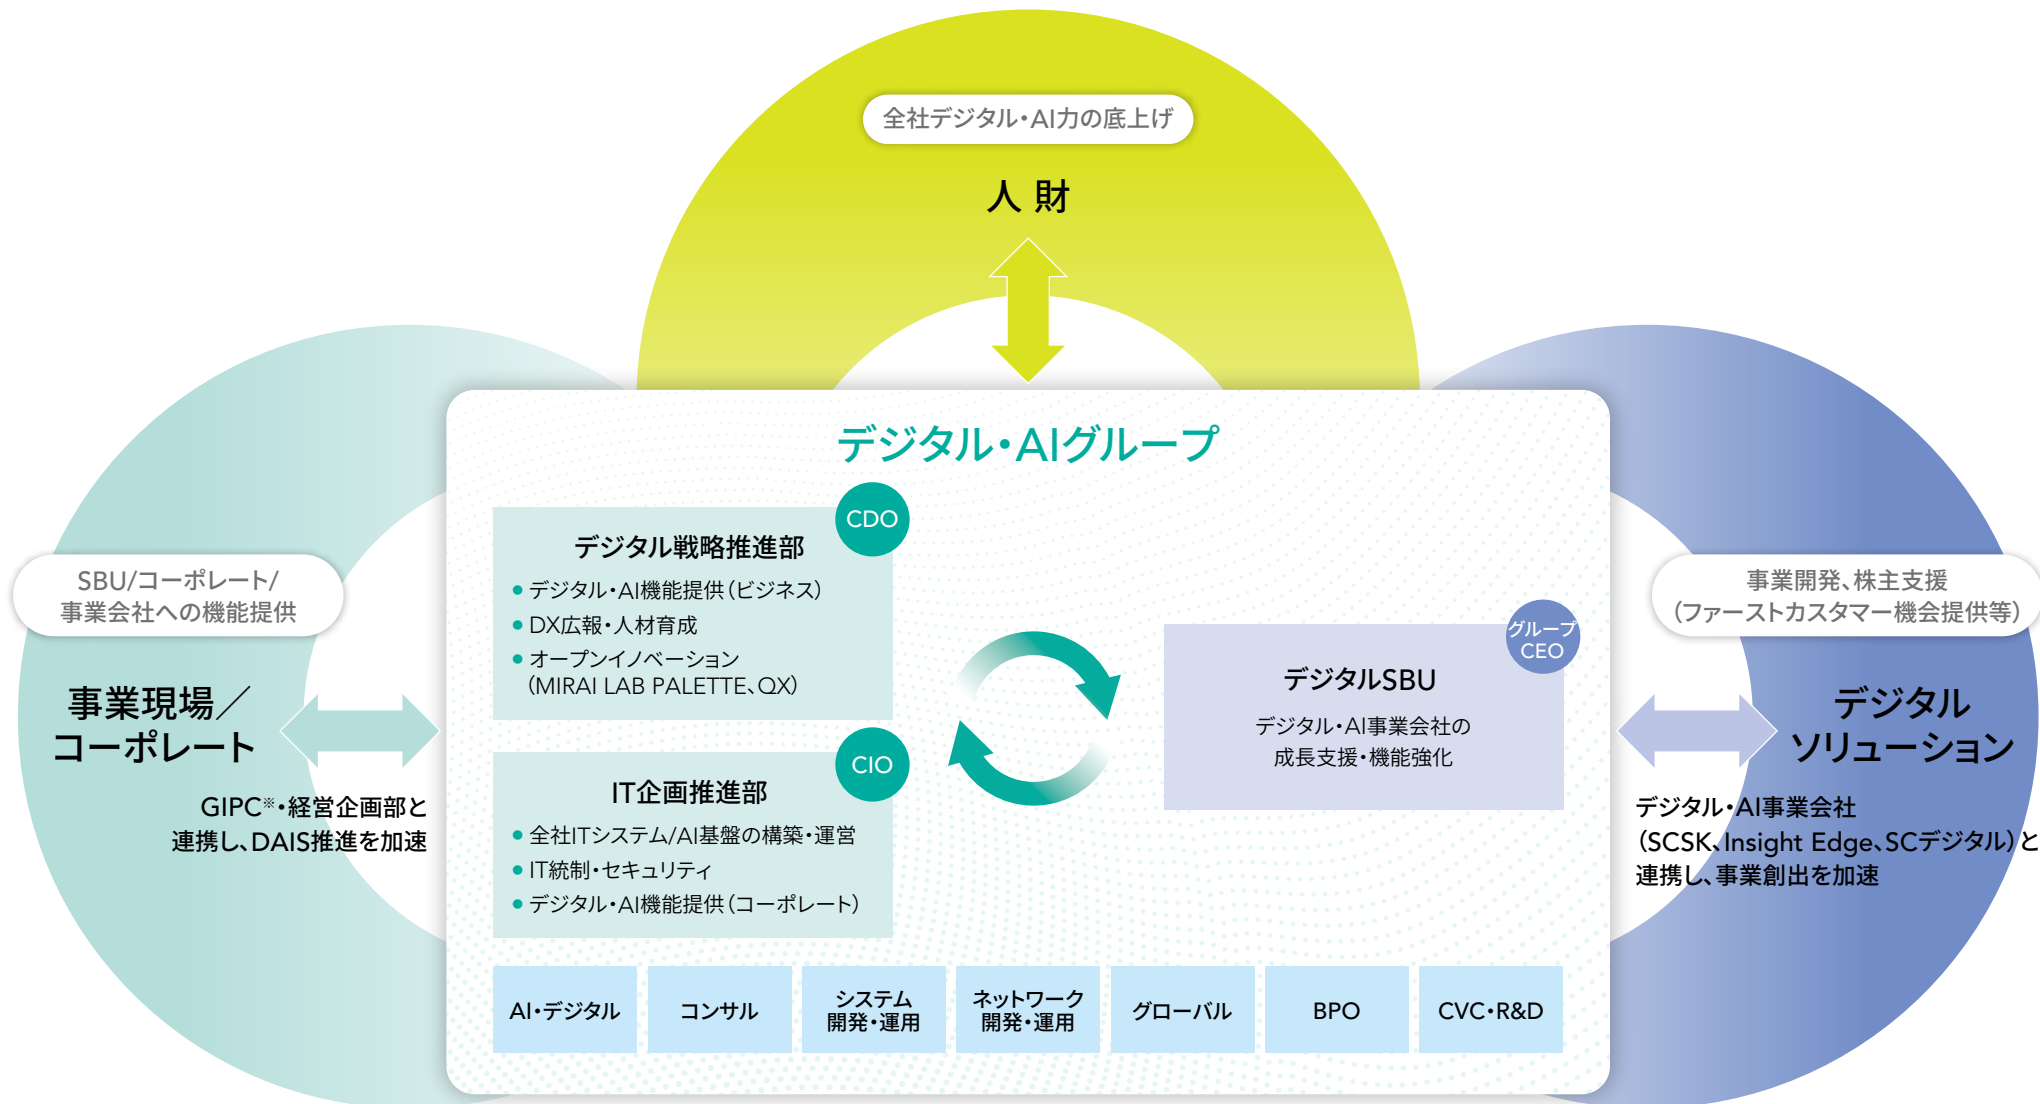 全社デジタル・AI力の底上げ
人財
デジタル・AIグループ
SBU/コーポレート/
事業会社への機能提供
事業現場／
コーポレート
GIPC※・経営企画部と
連携し、DAIS推進を加速
CDO
デジタル戦略推進部
● デジタル・AI機能提供（ビジネス）
● DX広報・人材育成
● オープンイノベーション
（MIRAI LAB PALETTE、QX）
CIO
IT企画推進部
● 全社ITシステム/AI基盤の構築・運営
● IT統制・セキュリティ
● デジタル・AI機能提供（コーポレート）
グループ
CEO
デジタルSBU
デジタル・AI事業会社の
成長支援・機能強化
事業開発、株主支援
（ファーストカスタマー機会提供等）
デジタル
ソリューション
デジタル・AI事業会社
（SCSK、Insight Edge、SCデジタル）と
連携し、事業創出を加速
AI・デジタル
コンサル
システム
開発・運用
ネットワーク
開発・運用
グローバル
BPO
CVC・R&D